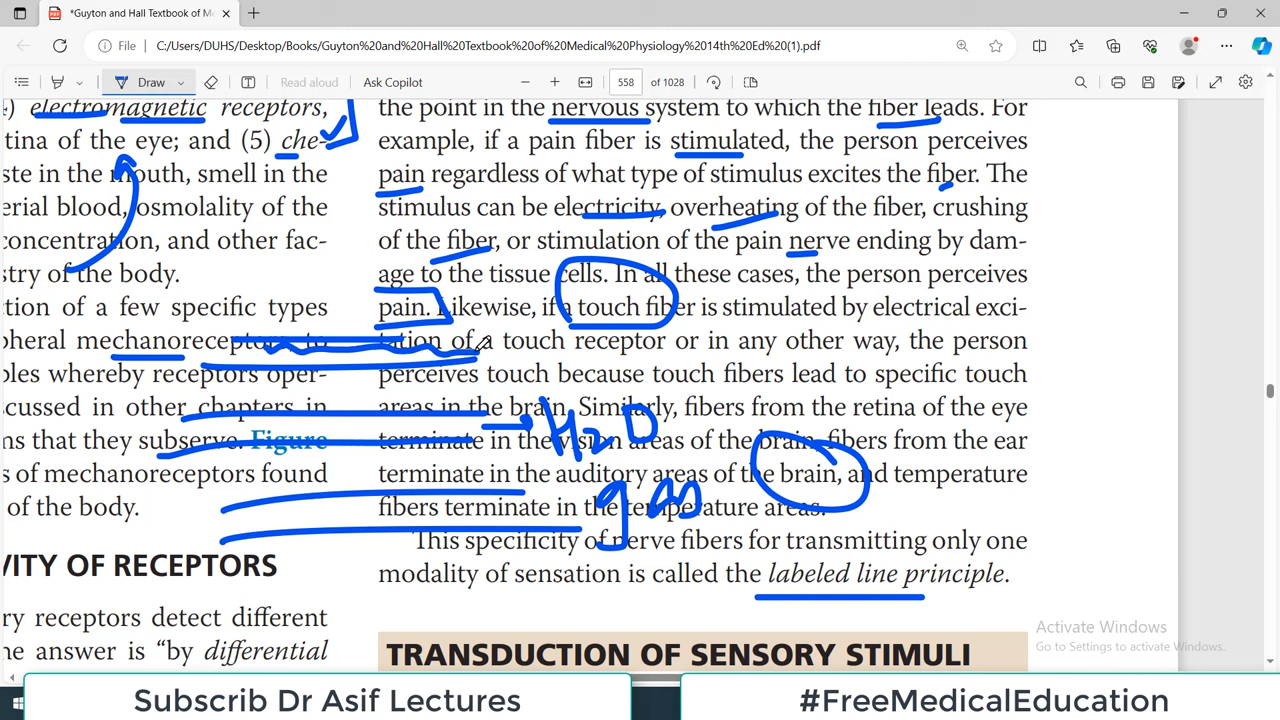 *Guyton and Hall Textbook of Me
File
C:/Users/DUHS/Desktop/Books/Guyton%20and%20Hall%20Textbook%20of%20Medical%20Physiology%2014th%20Ed%20(1).pdf
Draw
Read aloud
Ask Copilot
558 of 1028
4) electromagnetic receptors,
tina of the eye; and (5) che-
ste in the mouth, smell in the
erial blood, osmolality of the
concentration, and other fac-
stry of the body.
ction of a few specific types
pheral mechanoreceptors, to
ples whereby receptors oper-
scussed in other chapters in
ms that they subserve. Figure
s of mechanoreceptors found
of the body.
VITY OF RECEPTORS
ry receptors detect different
he answer is “by differential
the point in the nervous system to which the fiber leads. For
example, if a pain fiber is stimulated, the person perceives
pain regardless of what type of stimulus excites the fiber. The
stimulus can be electricity, overheating of the fiber, crushing
of the fiber, or stimulation of the pain nerve ending by dam-
age to the tissue cells. In all these cases, the person perceives
pain. Likewise, if a touch fiber is stimulated by electrical exci-
tation of a touch receptor or in any other way, the person
perceives touch because touch fibers lead to specific touch
areas in the brain. Similarly, fibers from the retina of the eye
terminate in the vision areas of the brain, fibers from the ear
terminate in the auditory areas of the brain, and temperature
fibers terminate in the temperature areas.
This specificity of nerve fibers for transmitting only one
modality of sensation is called the labeled line principle.
H2O
gas
TRANSDUCTION OF SENSORY STIMULI
Activate Windows
Go to Settings to activate Windows.
Subscrib Dr Asif Lectures
#FreeMedicalEducation